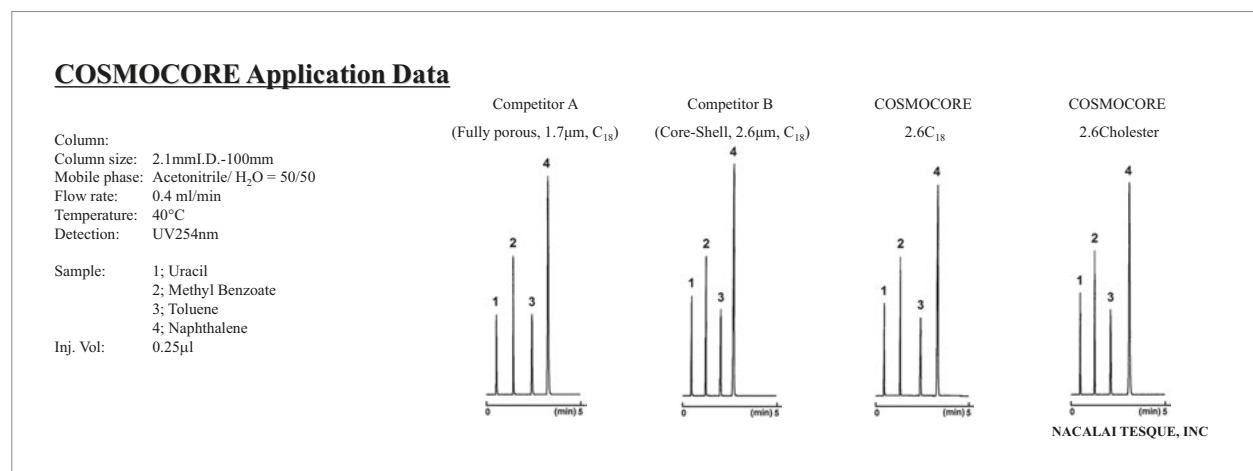 COSMOCORE Application Data
Column:
Column size: 2.1mmI.D.-100mm
Mobile phase: Acetonitrile/ H₂O = 50/50
Flow rate: 0.4 ml/min
Temperature: 40°C
Detection: UV254nm
Sample: 1; Uracil
2; Methyl Benzoate
3; Toluene
4; Naphthalene
Inj. Vol: 0.25µl
Competitor A
(Fully porous, 1.7µm, C₁₈)
4
2
1
3
0 (min) 5
Competitor B
(Core-Shell, 2.6µm, C₁₈)
4
2
1
3
0 (min) 5
COSMOCORE
2.6C₁₈
4
2
1
3
0 (min) 5
COSMOCORE
2.6Cholester
4
2
1
3
0 (min) 5
NACALAI TESQUE, INC